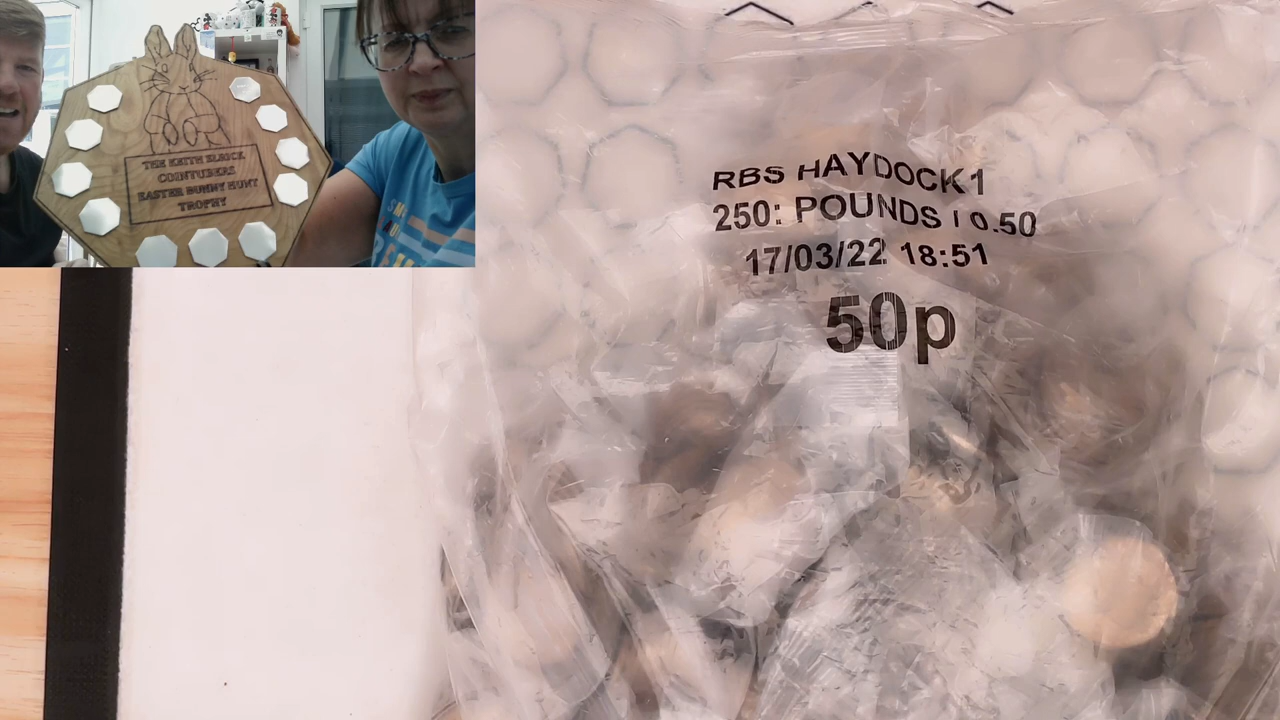 THE KEITH ELRICK
COINTUBERS
EASTER BUNNY HUNT
TROPHY
RBS HAYDOCK1
250: POUNDS / 0.50
17/03/22 18:51
50p